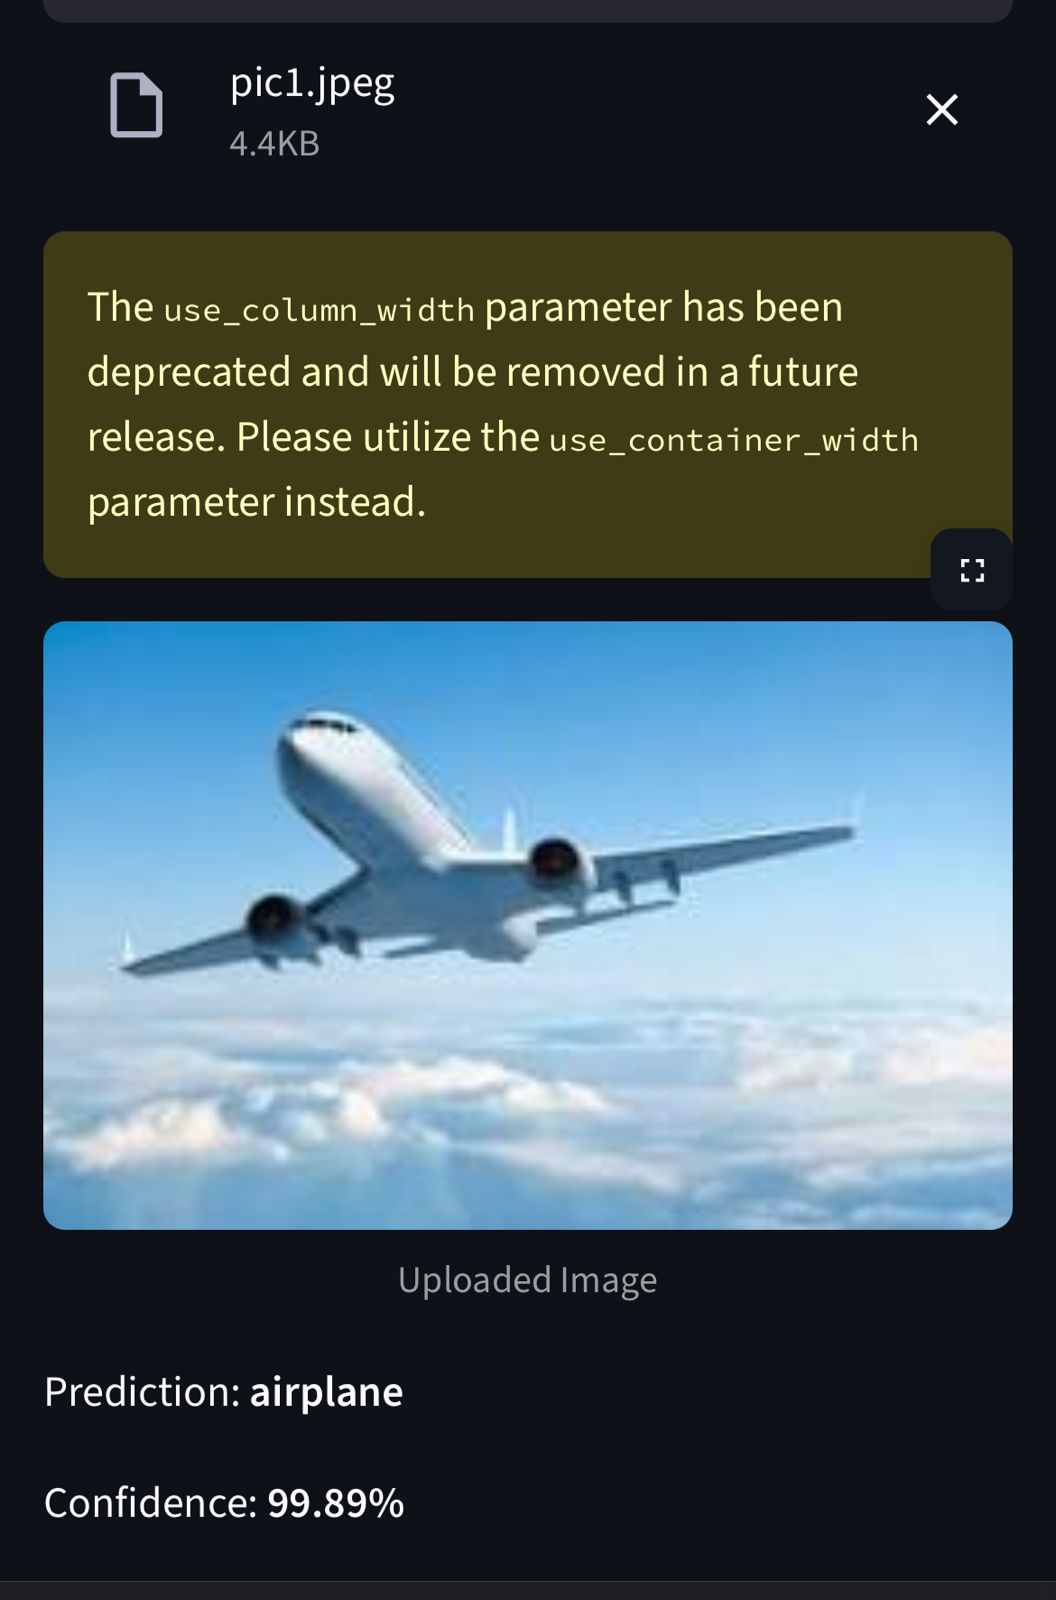 pic1.jpeg
4.4KB
The use_column_width parameter has been
deprecated and will be removed in a future
release. Please utilize the use_container_width
parameter instead.
Uploaded Image
Prediction: airplane
Confidence: 99.89%